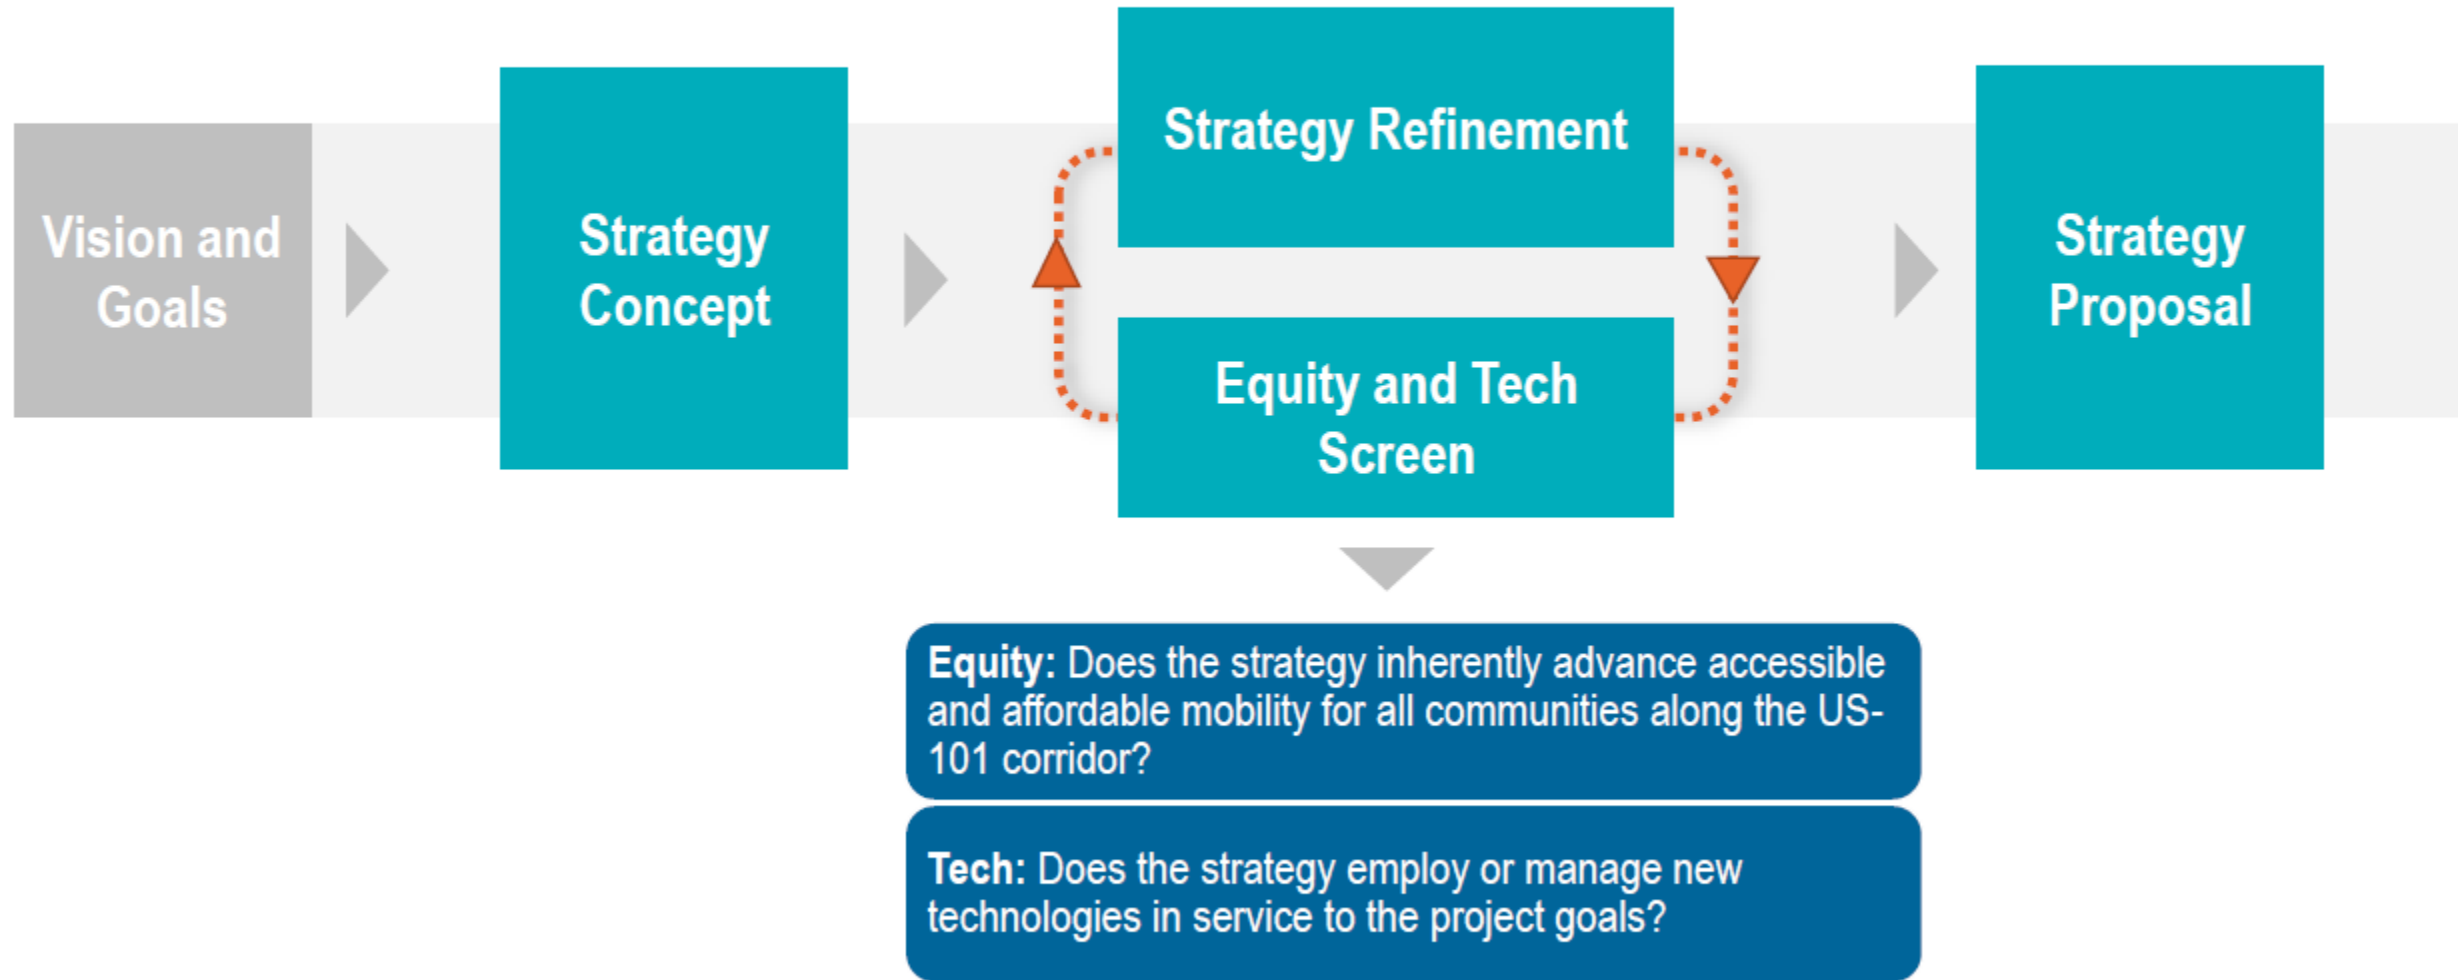 Vision and
Goals
Strategy
Concept
Strategy Refinement
Equity and Tech
Screen
Strategy
Proposal
Equity: Does the strategy inherently advance accessible
and affordable mobility for all communities along the US-
101 corridor?
Tech: Does the strategy employ or manage new
technologies in service to the project goals?